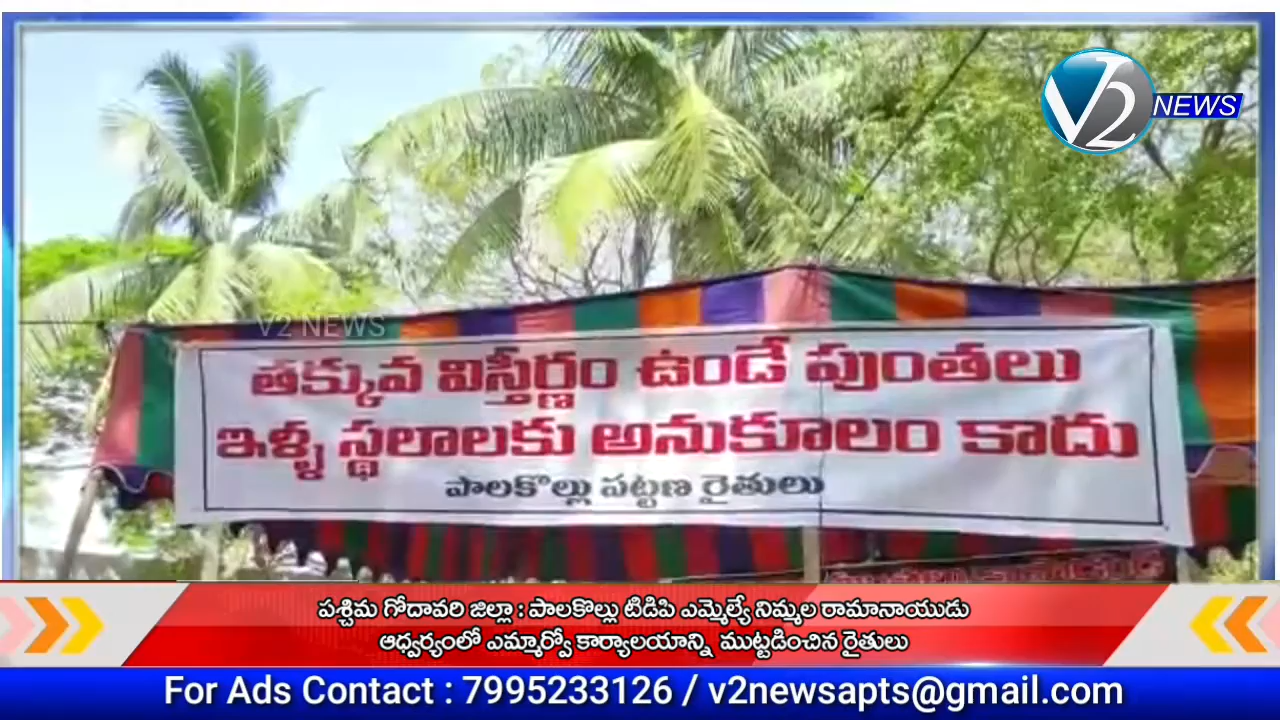 V2 NEWS
V2 NEWS
తక్కువ విస్తీర్ణం ఉండే పుంతలు
ఇళ్ళ స్థలాలకు అనుకూలం కాదు
పాలకొల్లు పట్టణ రైతులు
పశ్చిమ గోదావరి జిల్లా : పాలకొల్లు టిడిపి ఎమ్మెల్యే నిమ్మల రామానాయుడు
ఆధ్వర్యంలో ఎమ్మార్వో కార్యాలయాన్ని ముట్టడించిన రైతులు
For Ads Contact : 7995233126 / v2newsapts@gmail.com